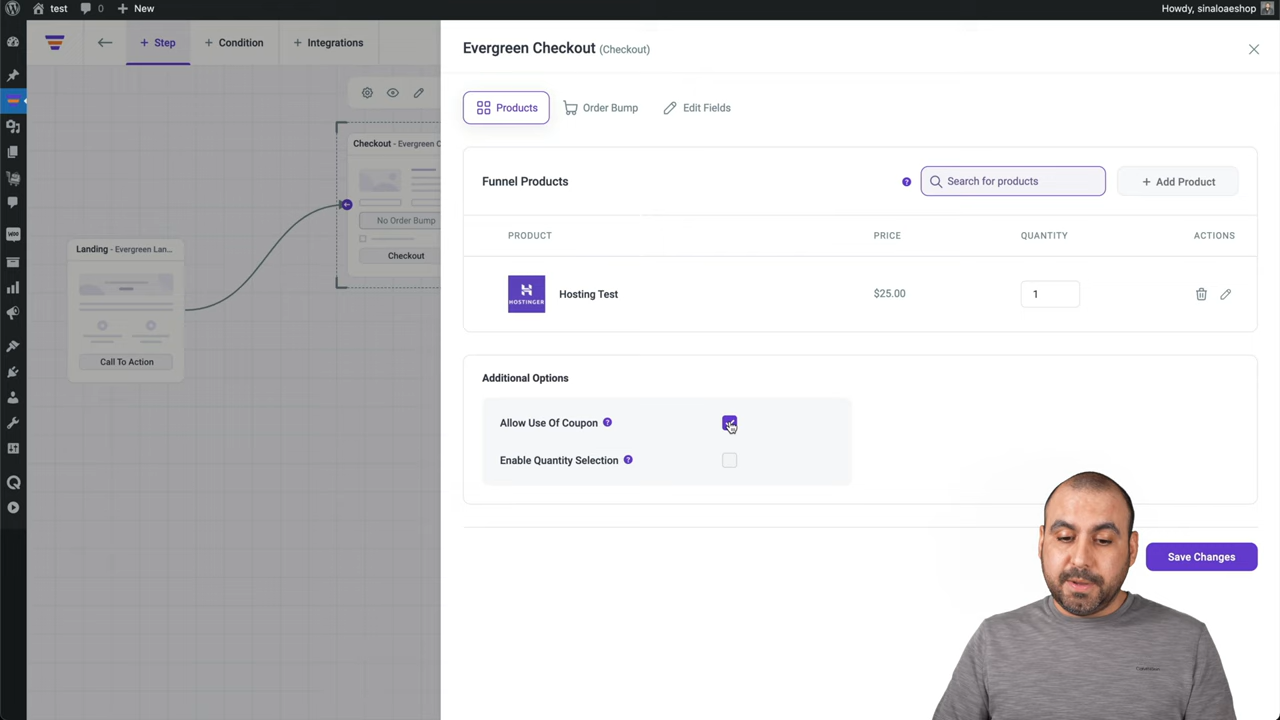 test
0
New
Howdy, sinaloaeshop
Step
Condition
Integrations
Evergreen Checkout (Checkout)
Products
Order Bump
Edit Fields
Checkout - Evergreen C
No Order Bump
Checkout
Landing - Evergreen Lan...
Call To Action
Funnel Products
?
Search for products
+ Add Product
PRODUCT
PRICE
QUANTITY
ACTIONS
HOSTINGER
Hosting Test
$25.00
1
Additional Options
Allow Use Of Coupon ?
Enable Quantity Selection ?
Save Changes